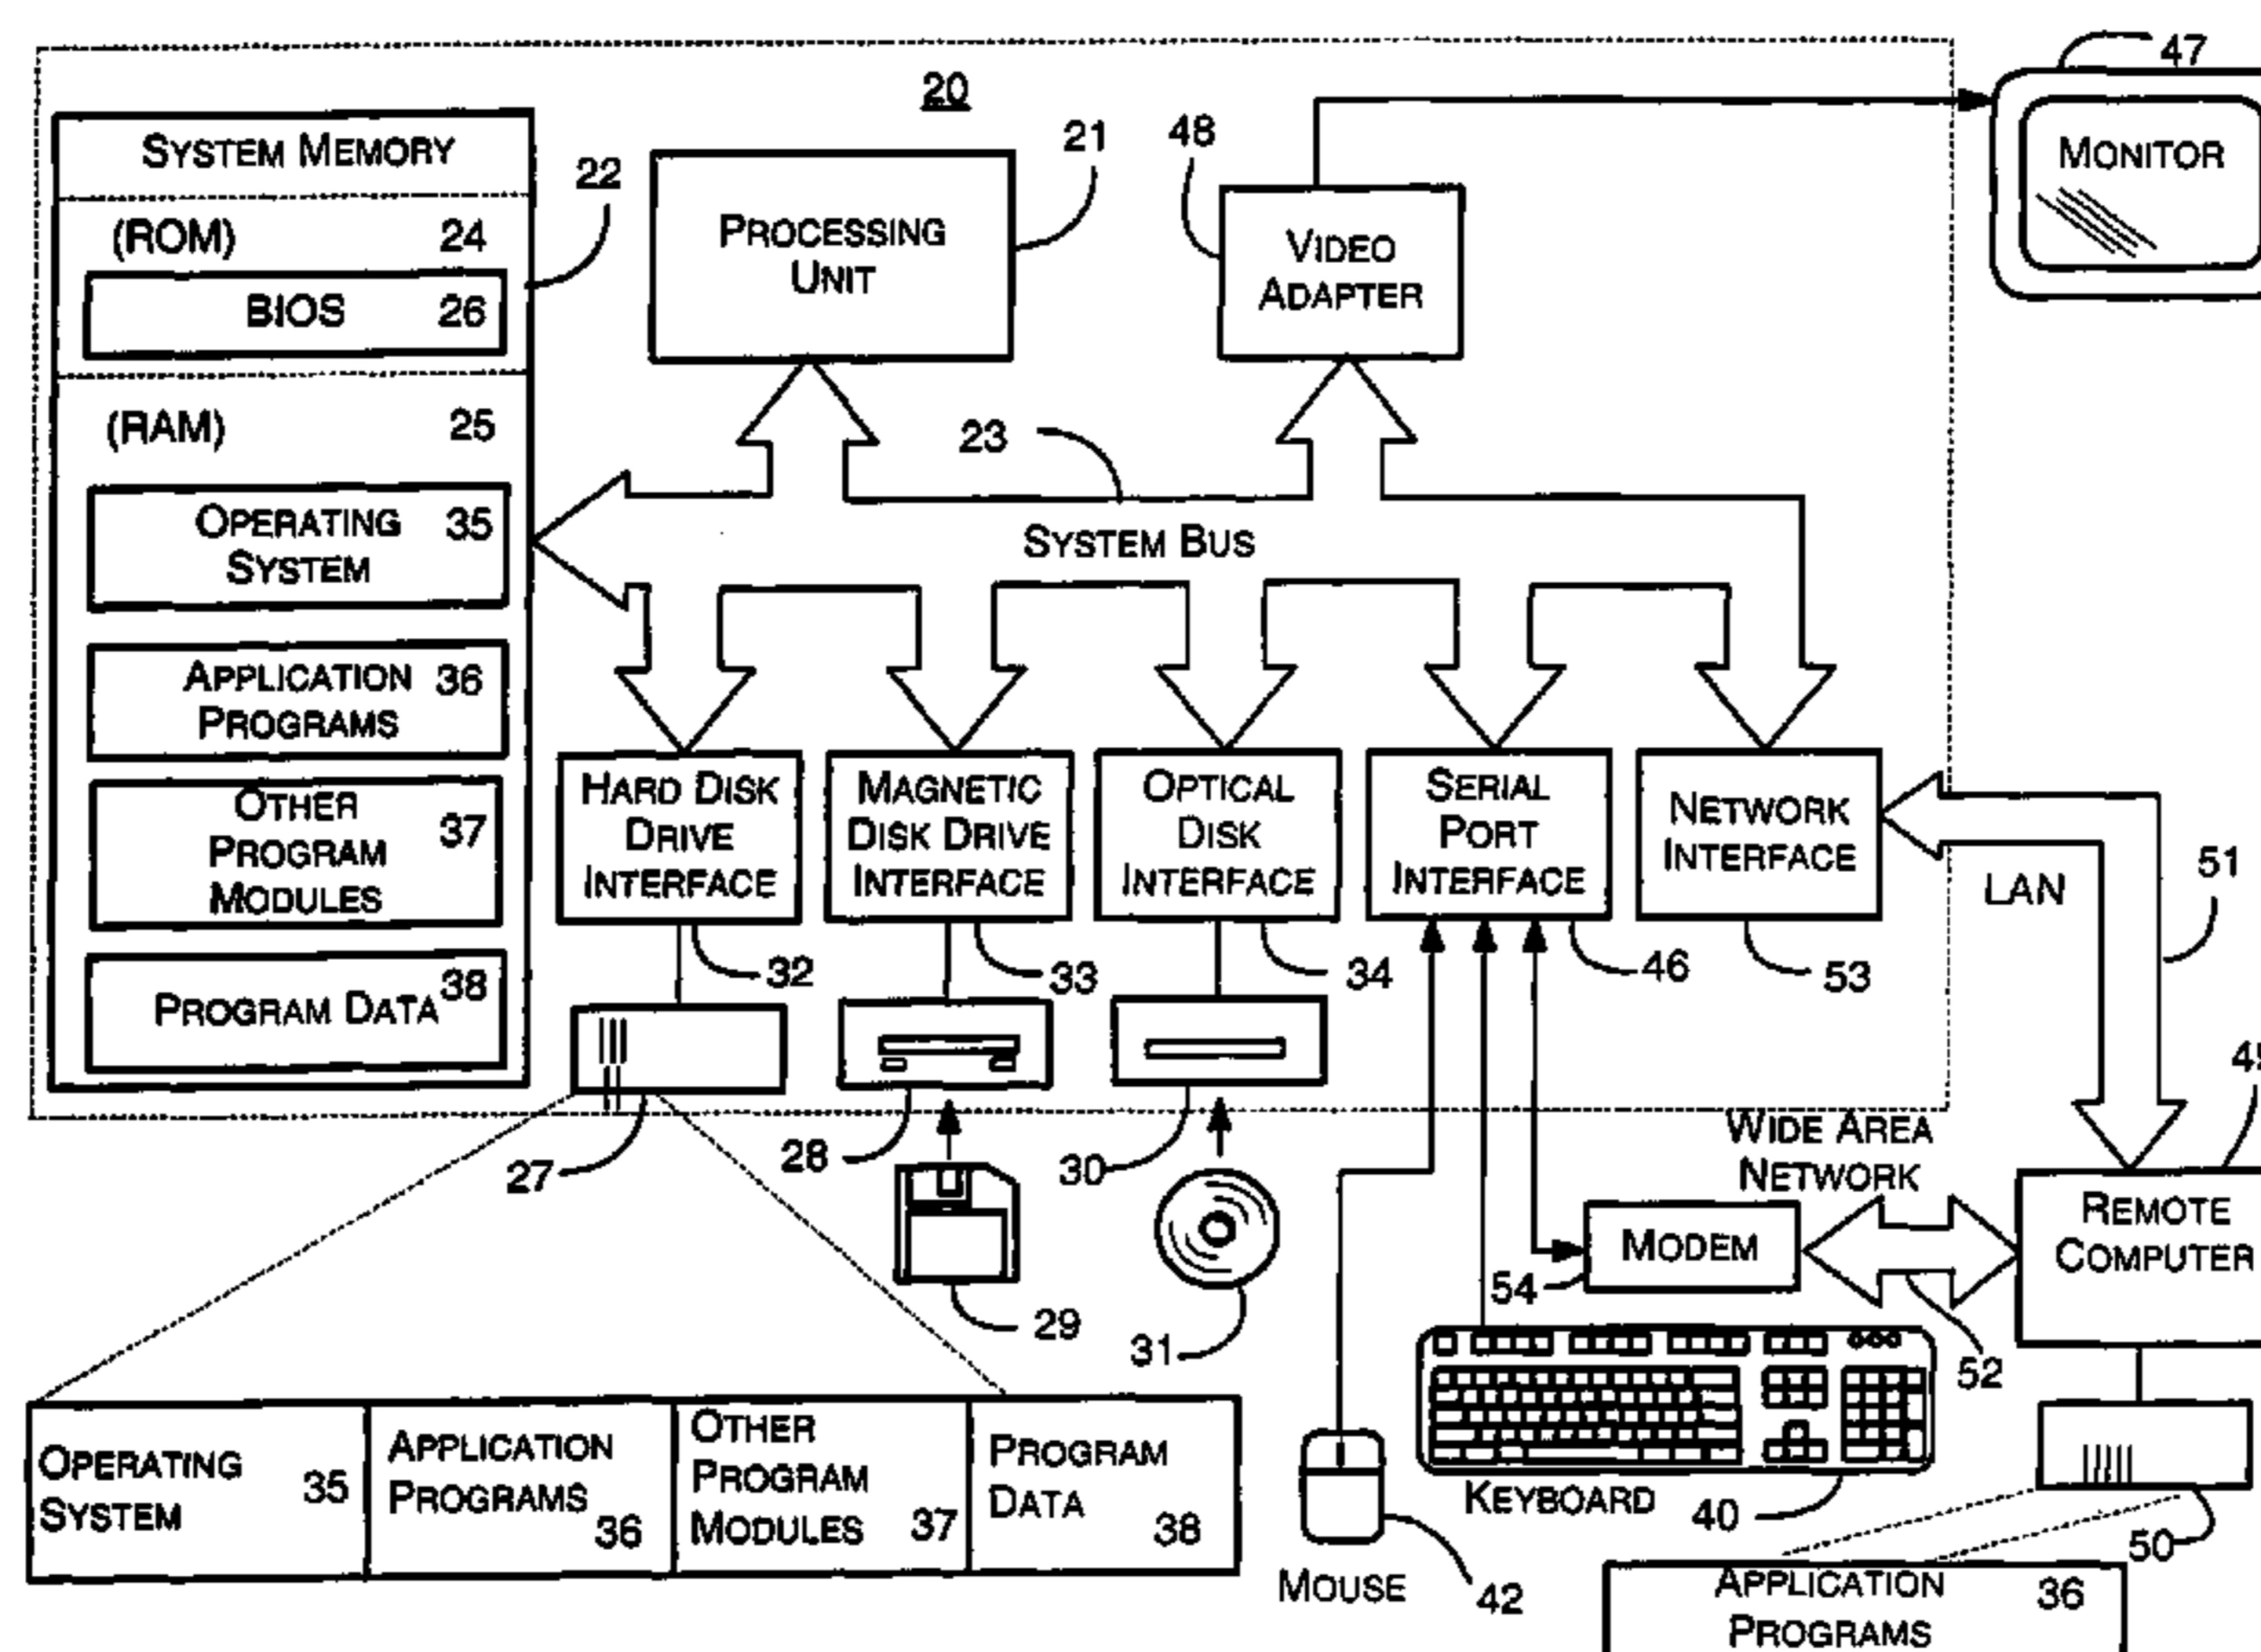 47
20
SYSTEM MEMORY
22
21
48
MONITOR
(ROM) 24
PROCESSING
UNIT
VIDEO
ADAPTER
BIOS 26
(RAM) 25
23
OPERATING
SYSTEM
35
SYSTEM BUS
APPLICATION
PROGRAMS
36
OTHER
PROGRAM
MODULES
37
PROGRAM DATA 38
HARD DISK
DRIVE
INTERFACE
MAGNETIC
DISK DRIVE
INTERFACE
OPTICAL
DISK
INTERFACE
SERIAL
PORT
INTERFACE
NETWORK
INTERFACE
LAN
51
32
33
34
46
53
27
28
30
WIDE AREA
NETWORK
MODEM
54
REMOTE
COMPUTER
52
29
31
OPERATING
SYSTEM
35
APPLICATION
PROGRAMS
36
OTHER
PROGRAM
MODULES
37
PROGRAM
DATA
38
KEYBOARD
40
MOUSE
42
50
APPLICATION
PROGRAMS
36